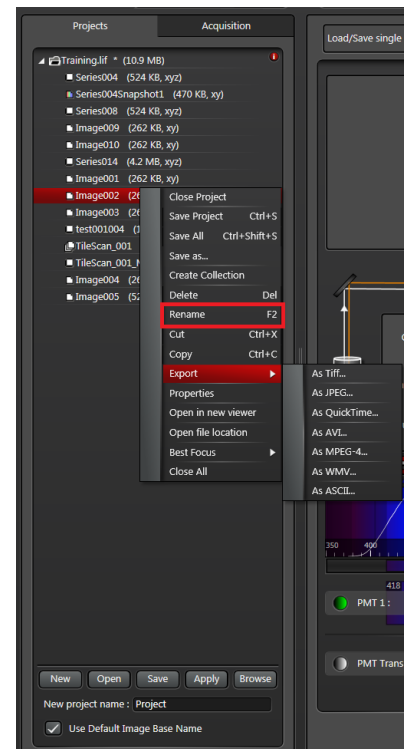 Projects
Acquisition
Load/Save single
Training.lif * (10.9 MB)
Series004 (524 KB, xyz)
Series004Snapshot1 (470 KB, xy)
Series008 (524 KB, xyz)
Image009 (262 KB, xy)
Image010 (262 KB, xy)
Series014 (4.2 MB, xyz)
Image001 (262 KB, xy)
Image002 (26
Image003 (26
test001004 (1
TileScan_001
TileScan_001_
Image004 (26
Image005 (52
Close Project
Save Project Ctrl+S
Save All Ctrl+Shift+S
Save as...
Create Collection
Delete Del
Rename F2
Cut Ctrl+X
Copy Ctrl+C
Export
Properties
Open in new viewer
Open file location
Best Focus
Close All
As Tiff...
As JPEG...
As QuickTime...
As AVI...
As MPEG-4...
As WMV...
As ASCII...
350 400
418
PMT 1 :
PMT Trans
New Open Save Apply Browse
New project name : Project
Use Default Image Base Name